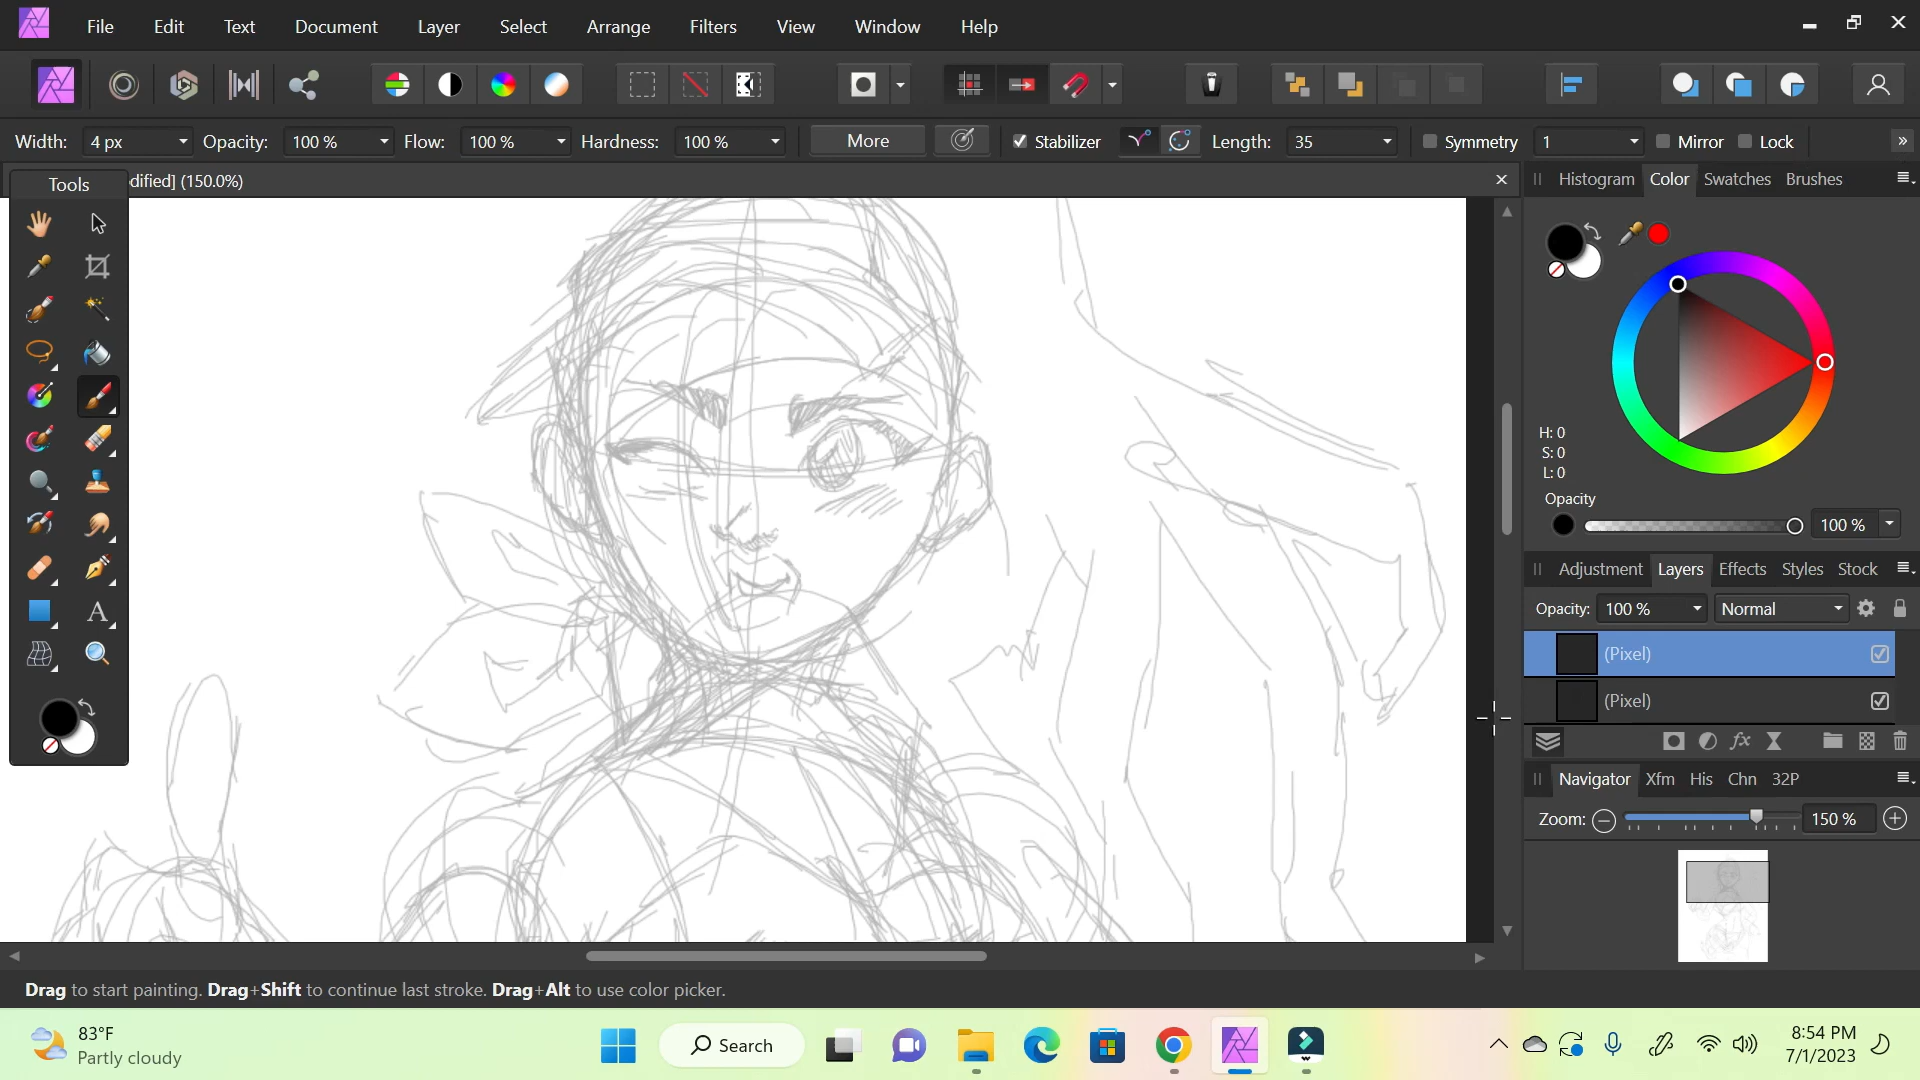 File Edit Text Document Layer Select Arrange Filters View Window Help
Width: 4 px Opacity: 100 % Flow: 100 % Hardness: 100 % More Stabilizer Length: 35 Symmetry 1 Mirror Lock »
Tools
dified] (150.0%)
Histogram Color Swatches Brushes
H: 0
S: 0
L: 0
Opacity
100 %
Adjustment Layers Effects Styles Stock
Opacity: 100 % Normal
(Pixel)
(Pixel)
Navigator Xfm His Chn 32P
Zoom: 150 %
Drag to start painting. Drag+Shift to continue last stroke. Drag+Alt to use color picker.
83°F
Partly cloudy
Search
8:54 PM
7/1/2023